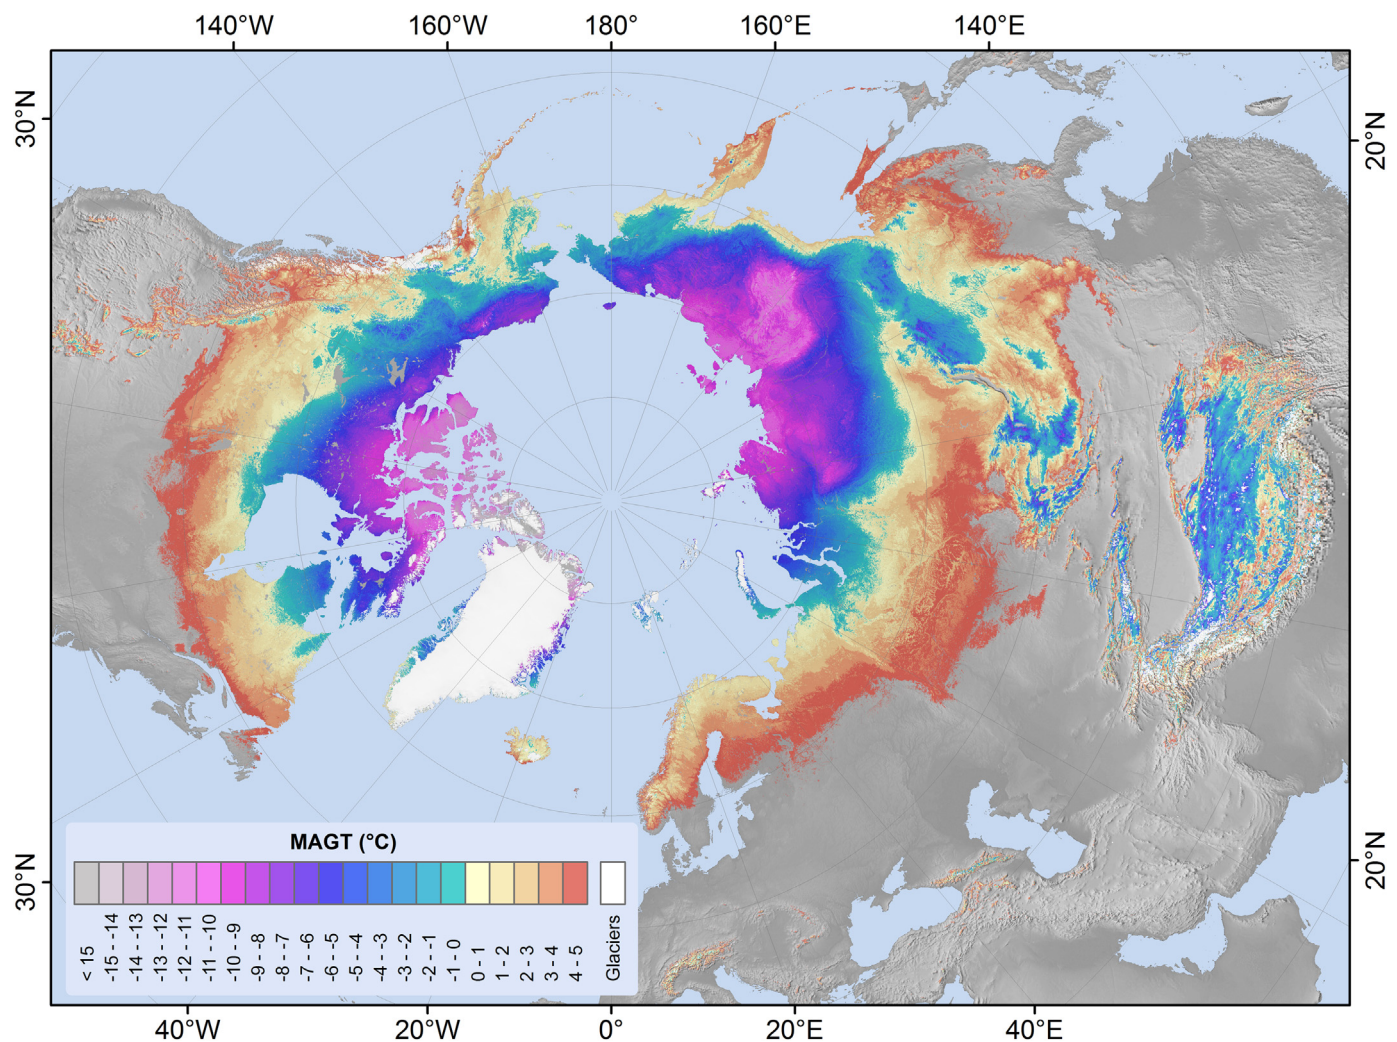 140°W
160°W
180°
160°E
140°E
30°N
20°N
30°N
20°N
MAGT (°C)
< 15
-15 - -14
-14 - -13
-13 - -12
-12 - -11
-11 - -10
-10 - -9
-9 - -8
-8 - -7
-7 - -6
-6 - -5
-5 - -4
-4 - -3
-3 - -2
-2 - -1
-1 - 0
0 - 1
1 - 2
2 - 3
3 - 4
4 - 5
Glaciers
40°W
20°W
0°
20°E
40°E